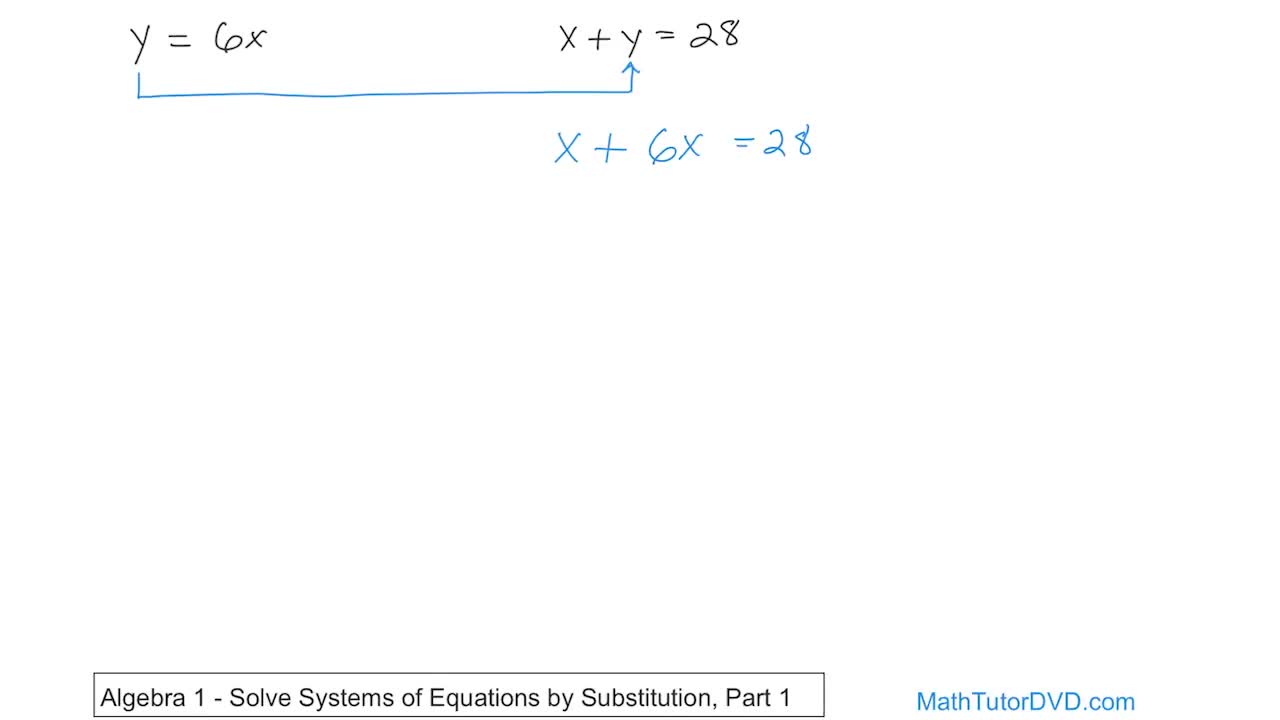 y = 6x x + y = 28
x + 6x = 28
Algebra 1 - Solve Systems of Equations by Substitution, Part 1
MathTutorDVD.com